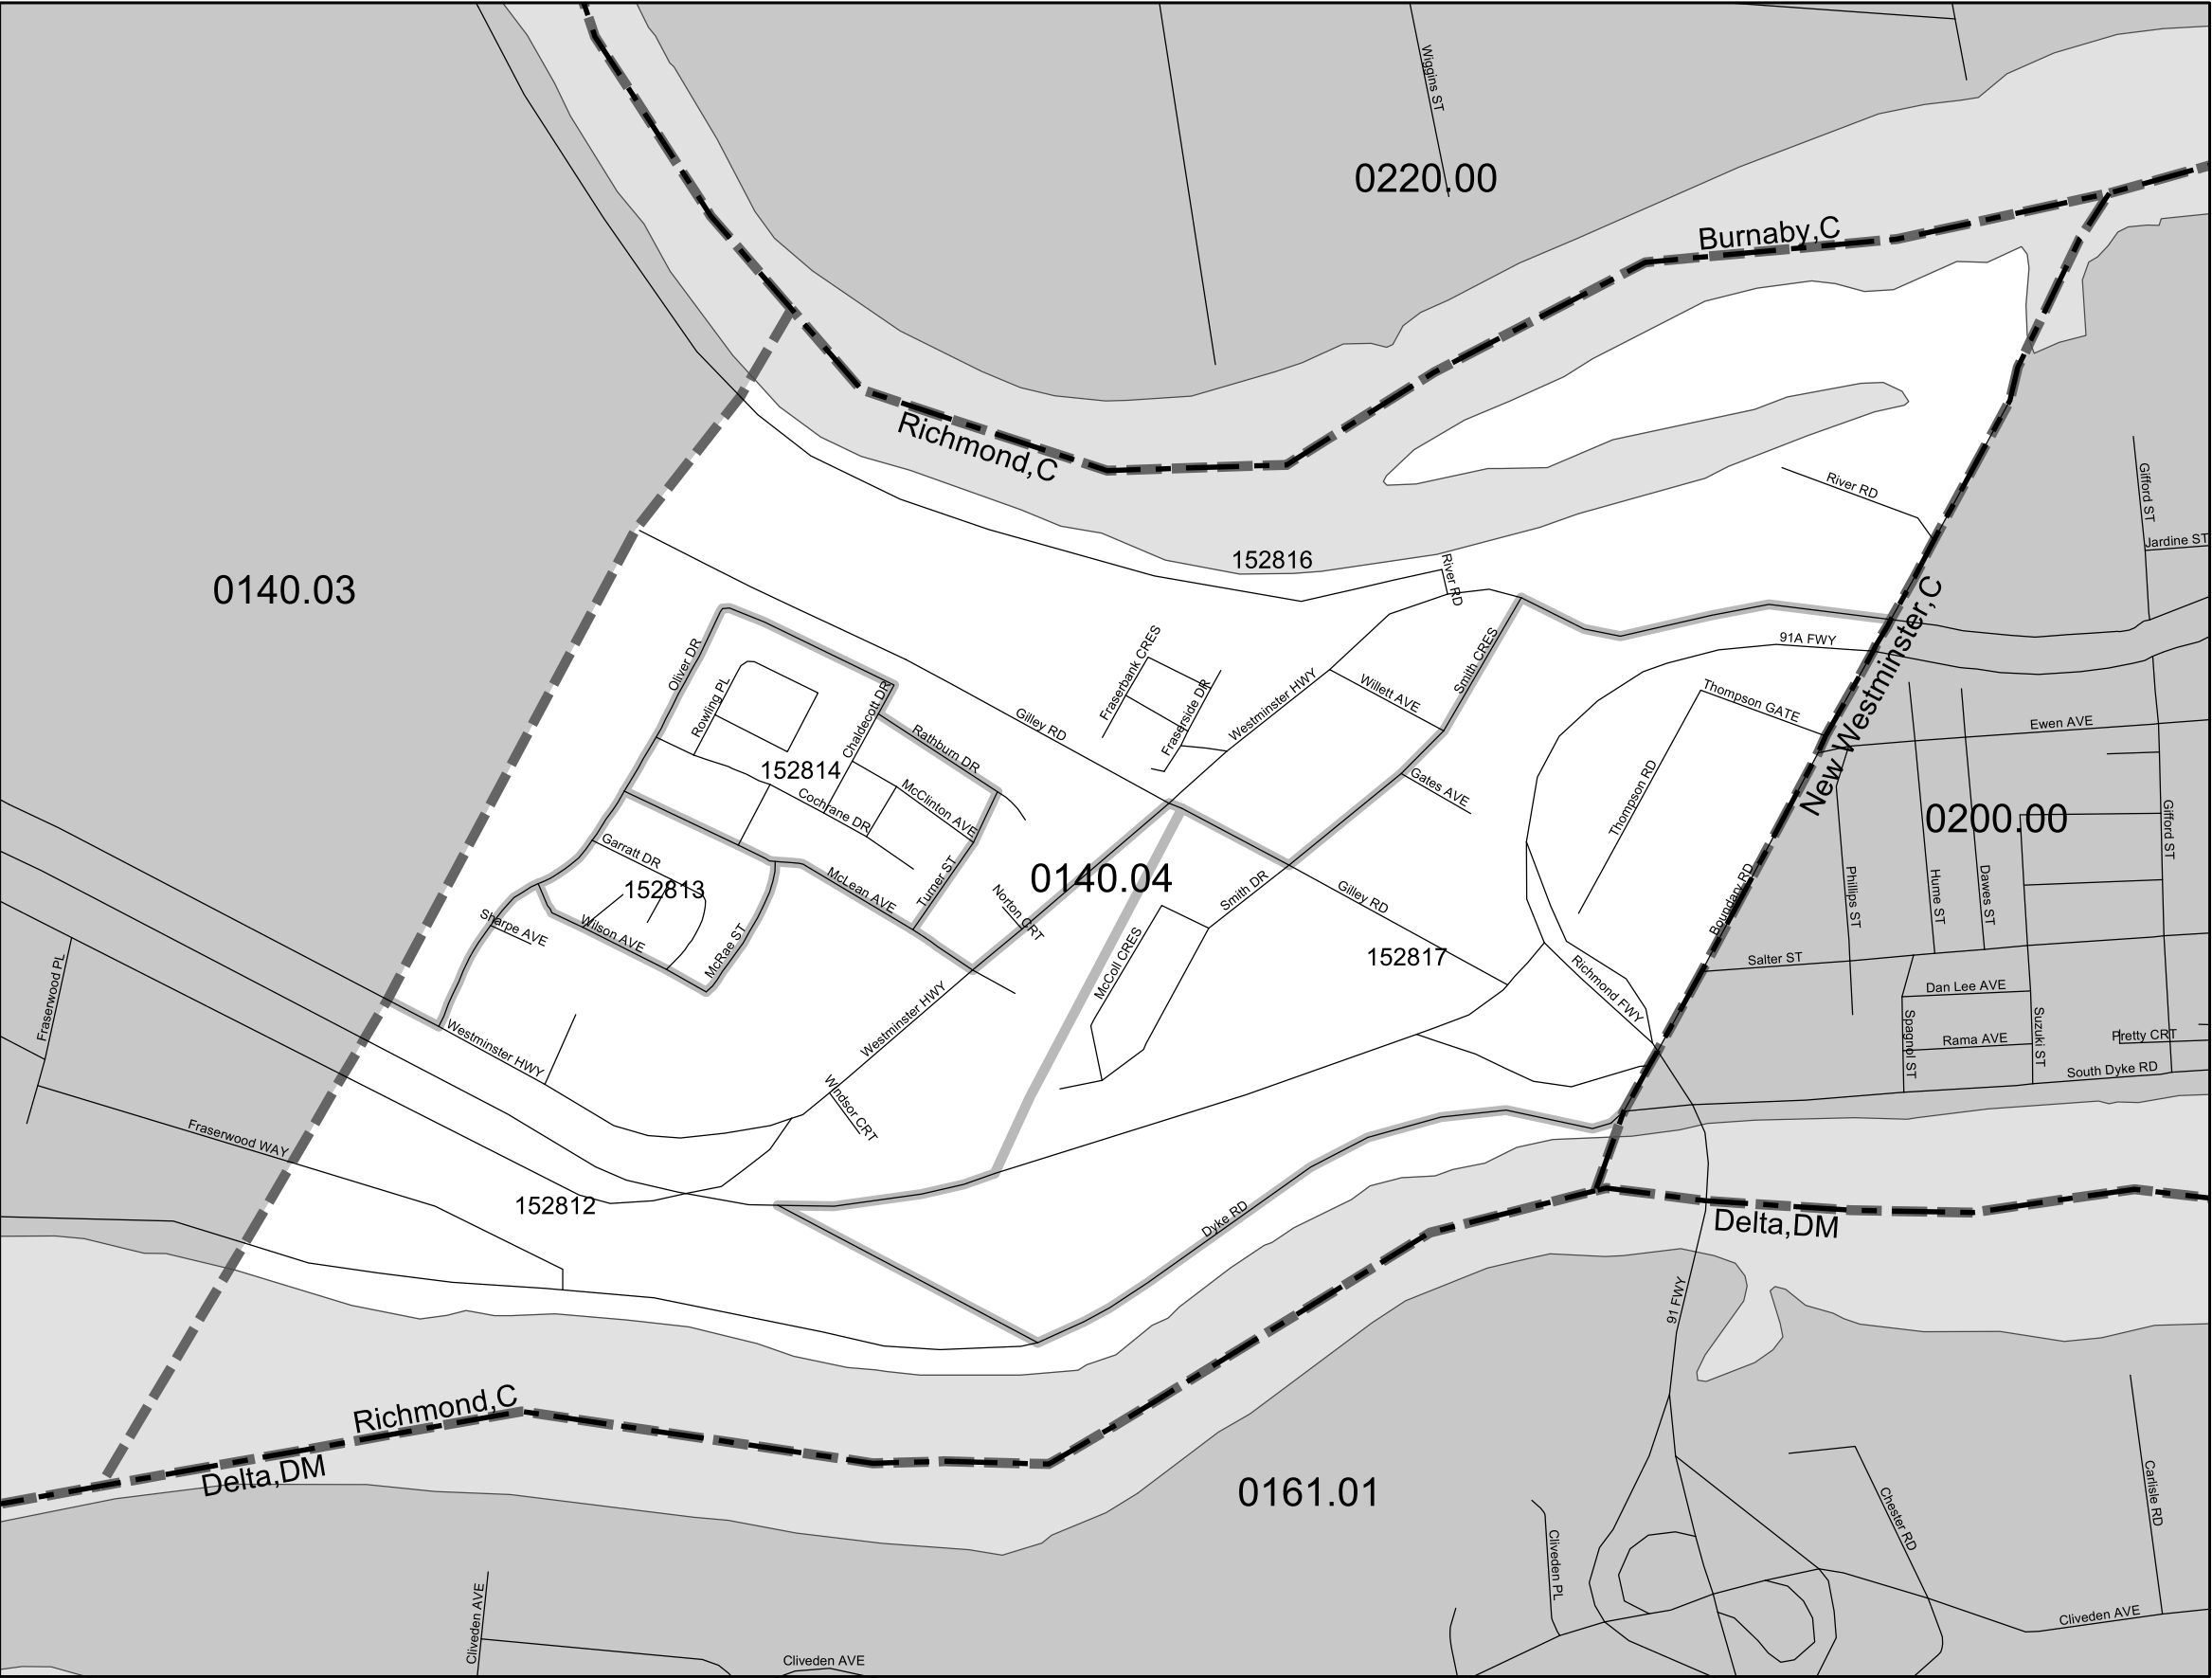 Wiggins ST
0220.00
Burnaby,C
Richmond,C
River RD
Gifford ST
Jardine ST
152816
River RD
0140.03
New Westminster,C
91A FWY
Oliver DR
Rowling PL
Chaldecott DR
Rathburn DR
Gilley RD
Fraserbank CRES
Fraserside DR
Westminster HWY
Willett AVE
Smith CRES
Thompson GATE
Ewen AVE
152814
McClinton AVE
Cochrane DR
Gates AVE
Thompson RD
0200.00
Gifford ST
Garratt DR
152813
McLean AVE
Turner ST
0140.04
Norton CRT
Smith DR
Gilley RD
Boundary RD
Phillips ST
Hume ST
Dawes ST
Sharpe AVE
Wilson AVE
McRae ST
McColl CRES
152817
Richmond FWY
Salter ST
Dan Lee AVE
Fraserwood PL
Westminster HWY
Westminster HWY
Spagnol ST
Rama AVE
Suzuki ST
Pretty CRT
South Dyke RD
Windsor CRT
Fraserwood WAY
152812
Dyke RD
Delta,DM
91 FWY
Richmond,C
Delta,DM
0161.01
Chester RD
Carlisle RD
Cliveden PL
Cliveden AVE
Cliveden AVE
Cliveden AVE